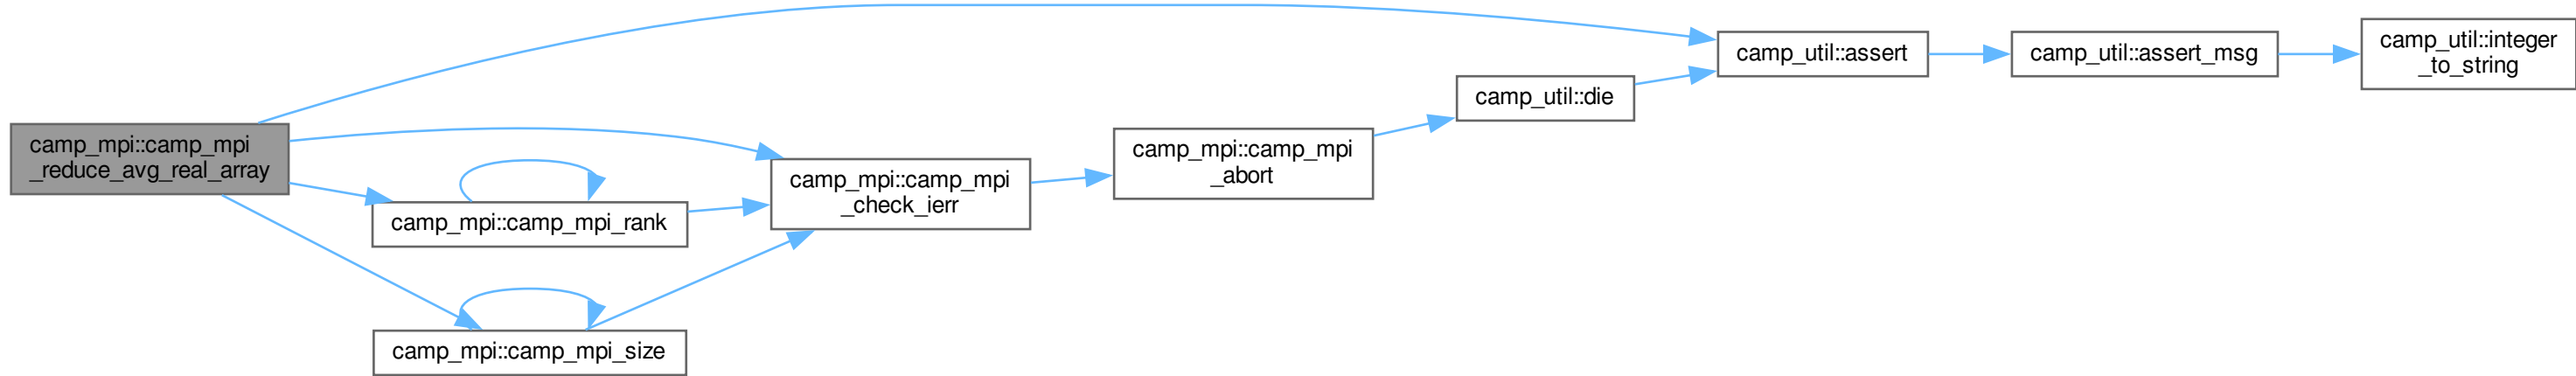 camp_mpi::camp_mpi
_reduce_avg_real_array
camp_mpi::camp_mpi_rank
camp_mpi::camp_mpi_size
camp_mpi::camp_mpi
_check_ierr
camp_mpi::camp_mpi
_abort
camp_util::die
camp_util::assert
camp_util::assert_msg
camp_util::integer
_to_string